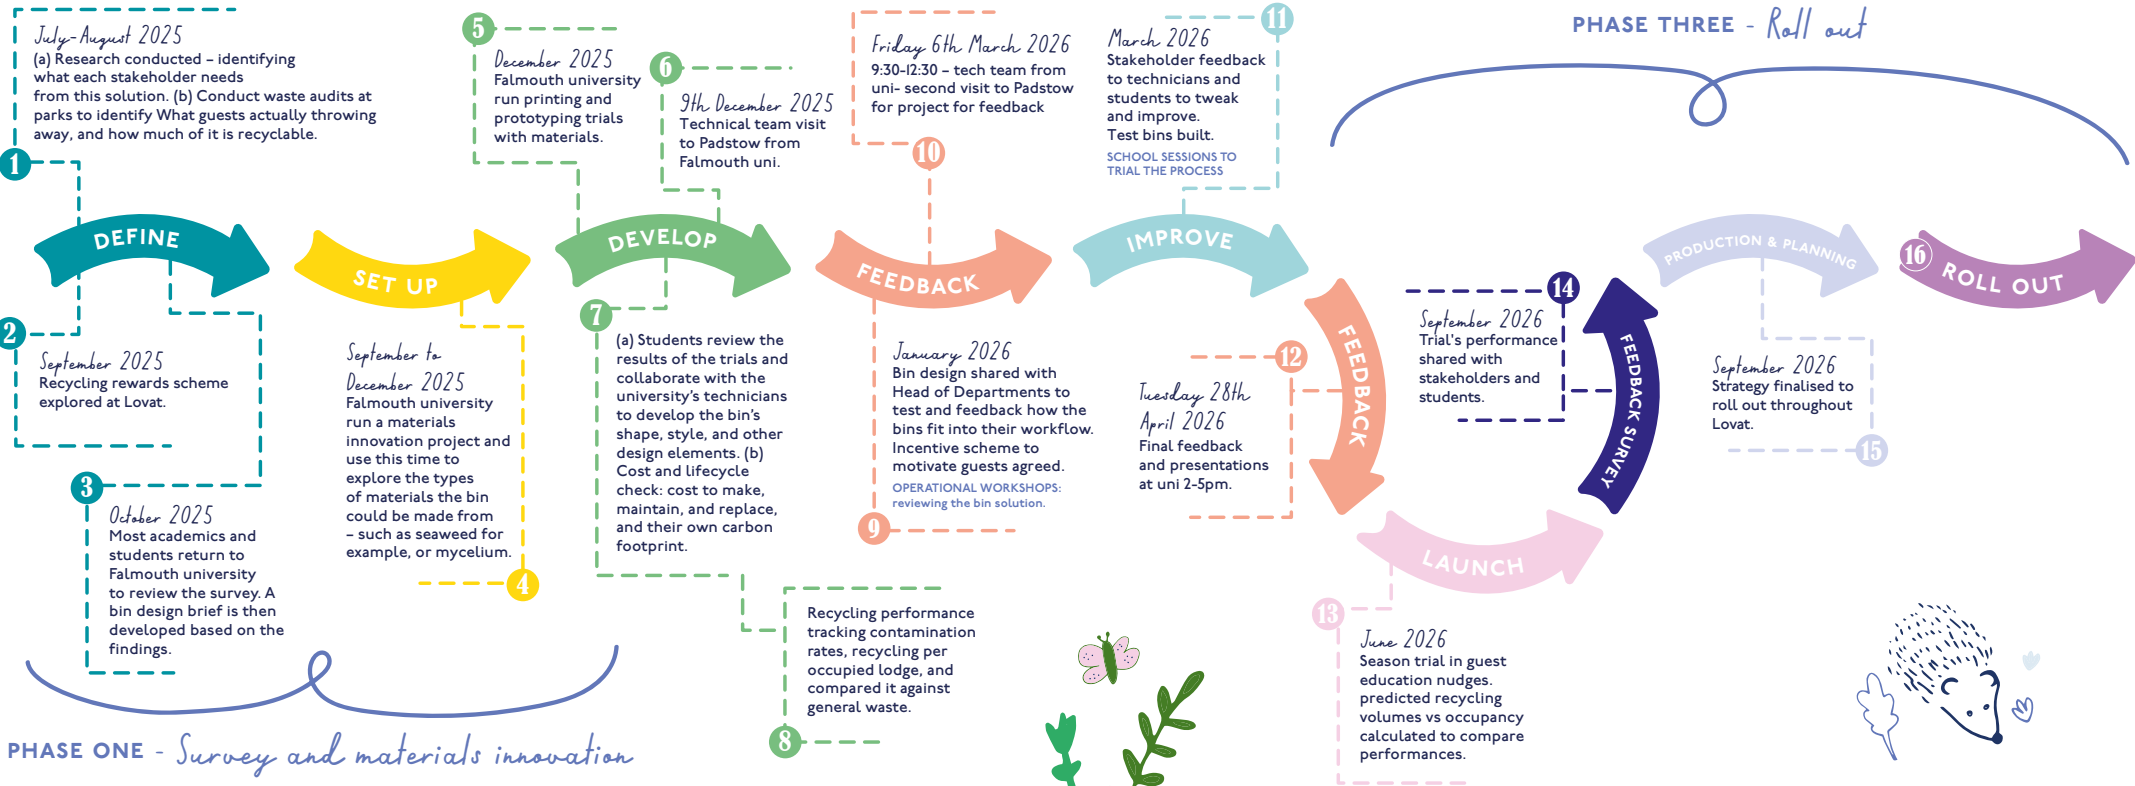 1
July-August 2025
(a) Research conducted – identifying
what each stakeholder needs
from this solution. (b) Conduct waste audits at
parks to identify What guests actually throwing
away, and how much of it is recyclable.
DEFINE
2
September 2025
Recycling rewards scheme
explored at Lovat.
3
October 2025
Most academics and
students return to
Falmouth university
to review the survey. A
bin design brief is then
developed based on the
findings.
SET UP
September to
December 2025
Falmouth university
run a materials
innovation project and
use this time to
explore the types
of materials the bin
could be made from
– such as seaweed for
example, or mycelium.
4
PHASE ONE - Survey and materials innovation
5
December 2025
Falmouth university
run printing and
prototyping trials
with materials.
6
9th December 2025
Technical team visit
to Padstow from
Falmouth uni.
DEVELOP
7
(a) Students review the
results of the trials and
collaborate with the
university's technicians
to develop the bin's
shape, style, and other
design elements. (b)
Cost and lifecycle
check: cost to make,
maintain, and replace,
and their own carbon
footprint.
Recycling performance
tracking contamination
rates, recycling per
occupied lodge, and
compared it against
general waste.
8
Friday 6th March 2026
9:30-12:30 – tech team from
uni- second visit to Padstow
for project for feedback
10
FEEDBACK
January 2026
Bin design shared with
Head of Departments to
test and feedback how the
bins fit into their workflow.
Incentive scheme to
motivate guests agreed.
OPERATIONAL WORKSHOPS:
reviewing the bin solution.
9
11
March 2026
Stakeholder feedback
to technicians and
students to tweak
and improve.
Test bins built.
SCHOOL SESSIONS TO
TRIAL THE PROCESS
IMPROVE
12
Tuesday 28th
April 2026
Final feedback
and presentations
at uni 2-5pm.
FEEDBACK
LAUNCH
13
June 2026
Season trial in guest
education nudges.
predicted recycling
volumes vs occupancy
calculated to compare
performances.
PHASE THREE - Roll out
14
September 2026
Trial's performance
shared with
stakeholders and
students.
FEEDBACK SURVEY
PRODUCTION & PLANNING
September 2026
Strategy finalised to
roll out throughout
Lovat.
15
16
ROLL OUT